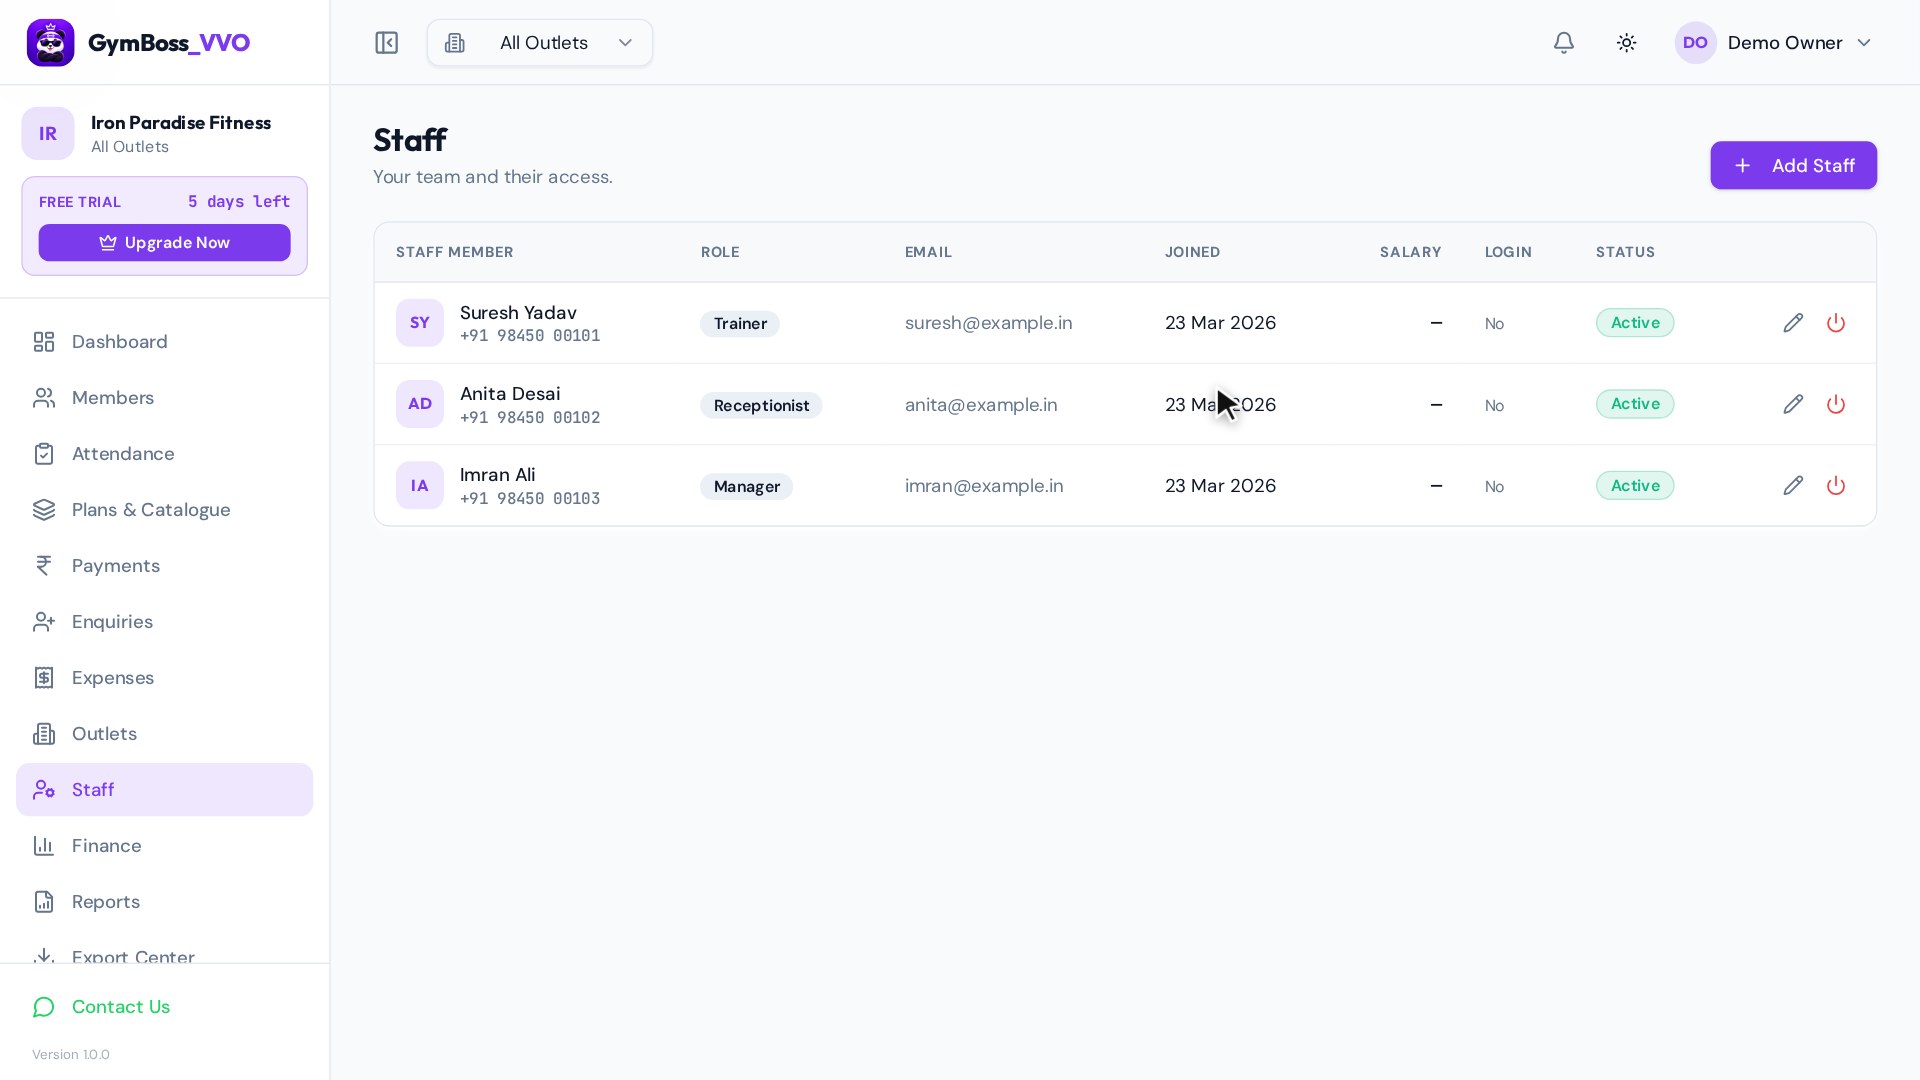 GymBoss_VVO
All Outlets
DO Demo Owner
IR
Iron Paradise Fitness
All Outlets
FREE TRIAL 5 days left
Upgrade Now
Dashboard
Members
Attendance
Plans & Catalogue
Payments
Enquiries
Expenses
Outlets
Staff
Finance
Reports
Export Center
Contact Us
Version 1.0.0
Staff
Your team and their access.
Add Staff
STAFF MEMBER ROLE EMAIL JOINED SALARY LOGIN STATUS
SY Suresh Yadav Trainer suresh@example.in 23 Mar 2026 — No Active
+91 98450 00101
AD Anita Desai Receptionist anita@example.in 23 Mar 2026 — No Active
+91 98450 00102
IA Imran Ali Manager imran@example.in 23 Mar 2026 — No Active
+91 98450 00103